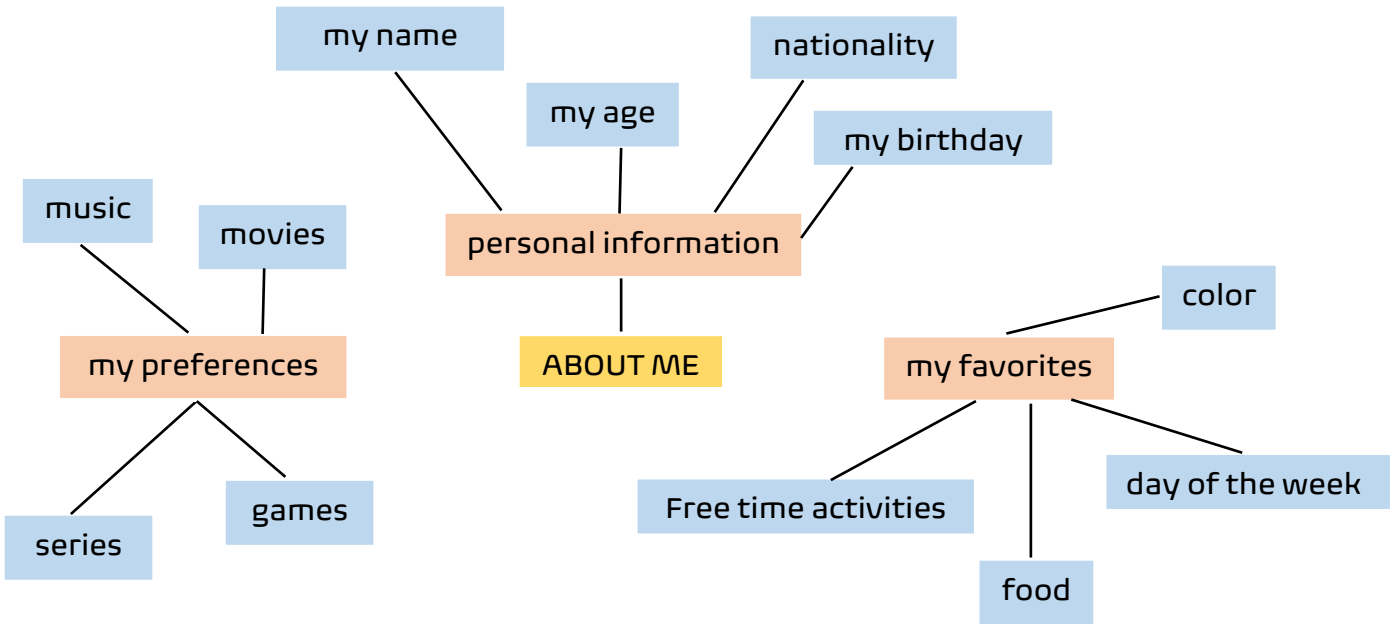 my name
nationality
my age
my birthday
music
movies
personal information
color
my preferences
ABOUT ME
my favorites
day of the week
Free time activities
games
series
food